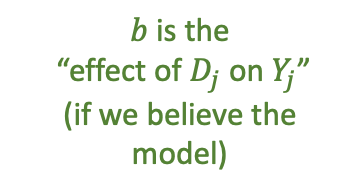 b is the
“effect of Dⱼ on Yⱼ”
(if we believe the
model)